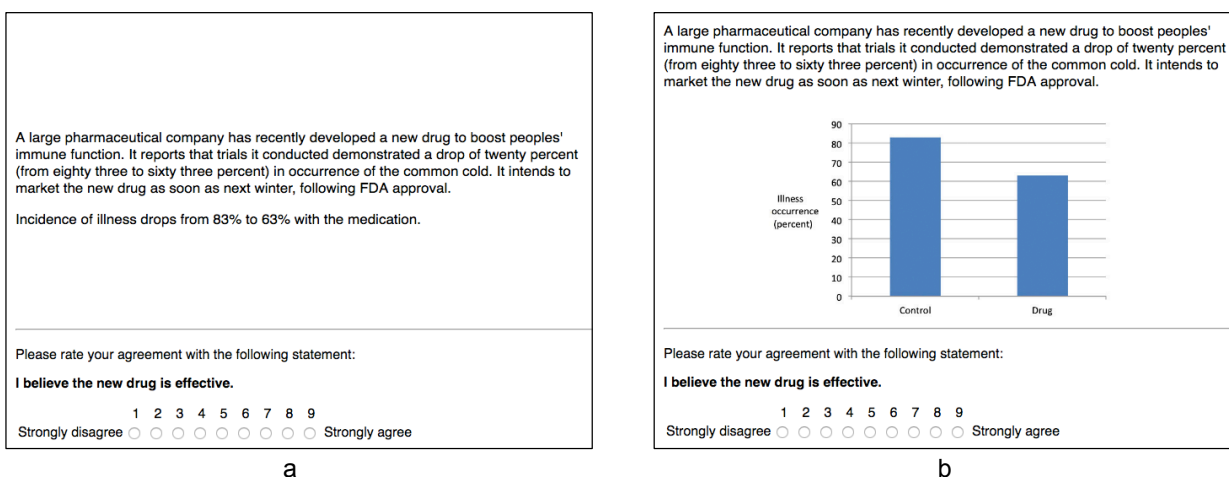 A large pharmaceutical company has recently developed a new drug to boost peoples'
immune function. It reports that trials it conducted demonstrated a drop of twenty percent
(from eighty three to sixty three percent) in occurrence of the common cold. It intends to
market the new drug as soon as next winter, following FDA approval.
Incidence of illness drops from 83% to 63% with the medication.
Please rate your agreement with the following statement:
I believe the new drug is effective.
1 2 3 4 5 6 7 8 9
Strongly disagree Strongly agree
a
A large pharmaceutical company has recently developed a new drug to boost peoples'
immune function. It reports that trials it conducted demonstrated a drop of twenty percent
(from eighty three to sixty three percent) in occurrence of the common cold. It intends to
market the new drug as soon as next winter, following FDA approval.
90
80
70
60
50
40
30
20
10
0
Illness
occurrence
(percent)
Control Drug
Please rate your agreement with the following statement:
I believe the new drug is effective.
1 2 3 4 5 6 7 8 9
Strongly disagree Strongly agree
b